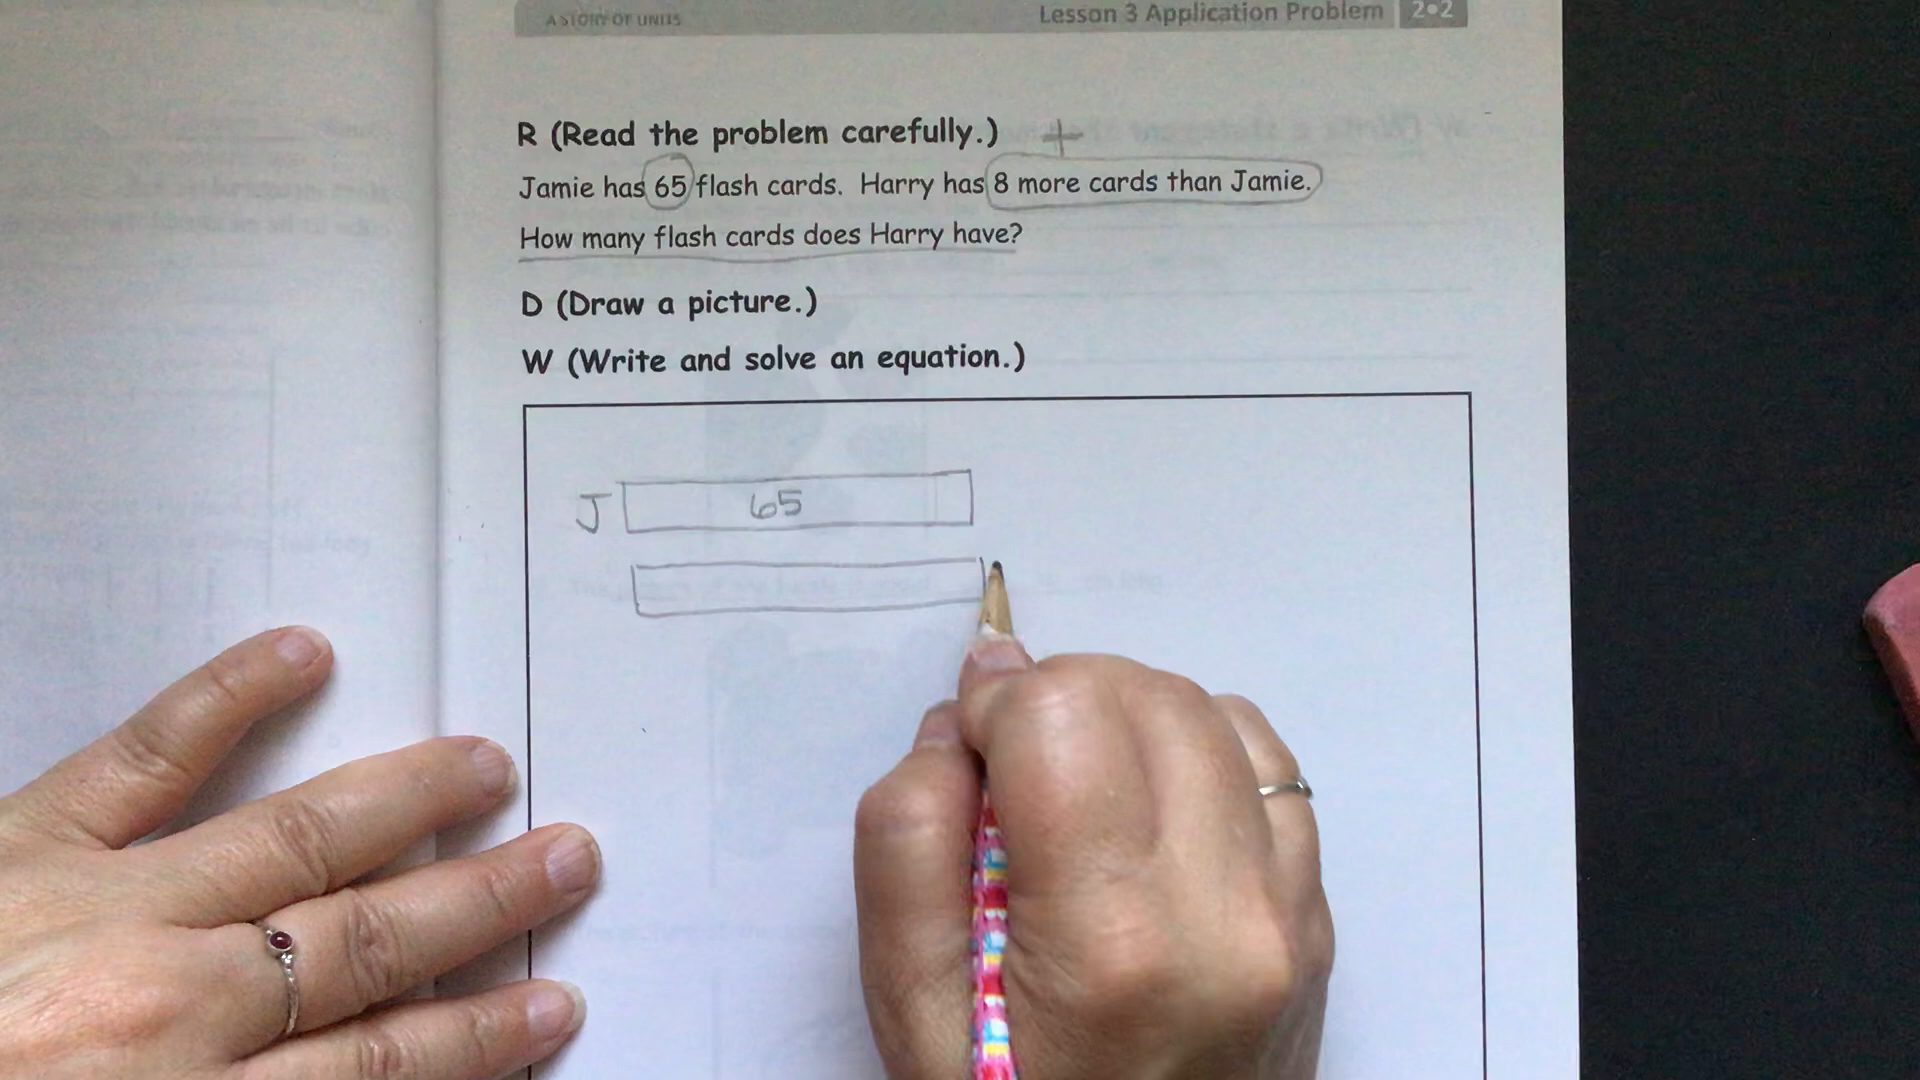 A STORY OF UNITS
Lesson 3 Application Problem 2•2
R (Read the problem carefully.) +
Jamie has 65 flash cards. Harry has 8 more cards than Jamie.
How many flash cards does Harry have?
D (Draw a picture.)
W (Write and solve an equation.)
J 65